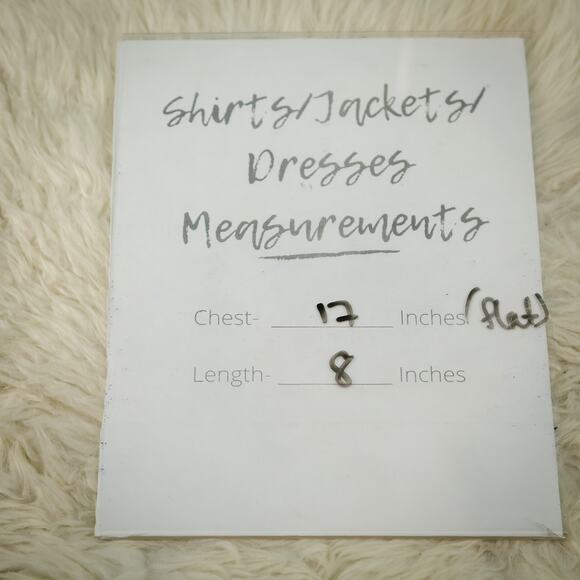 Shirts/Jackets/
Dresses
Measurements
Chest- 17 Inches (flat)
Length- 8 Inches